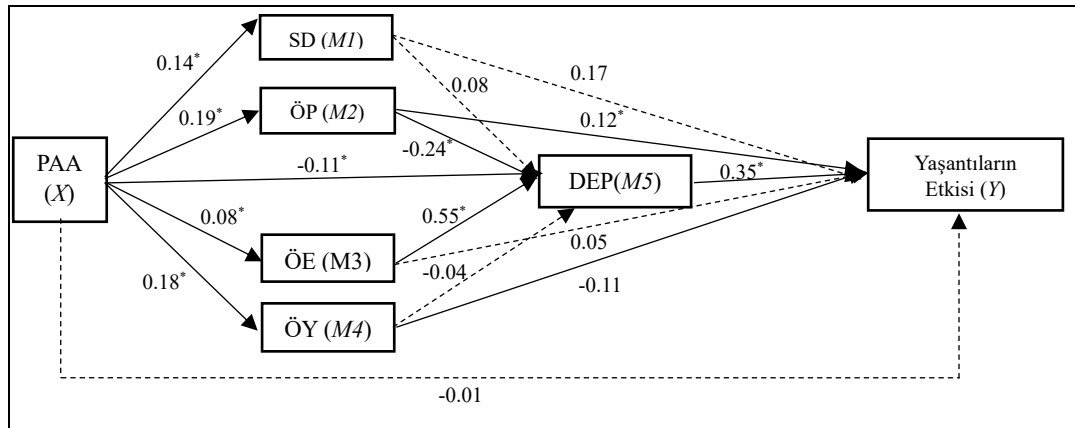 SD (M1)
0.14*
0.17
0.08
ÖP (M2)
0.19*
0.12*
-0.24*
PAA
(X)
-0.11*
DEP(M5)
0.35*
Yaşantıların
Etkisi (Y)
0.08*
0.55*
ÖE (M3)
0.05
-0.04
0.18*
ÖY (M4)
-0.11
-0.01